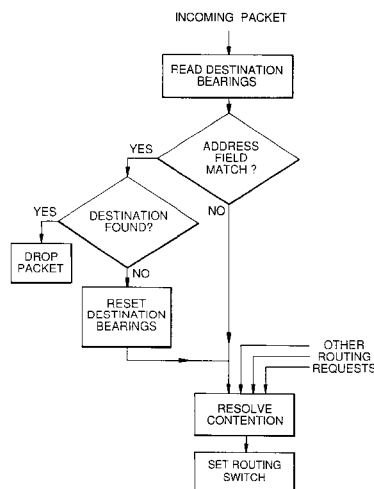 INCOMING PACKET
READ DESTINATION
BEARINGS
ADDRESS
FIELD
MATCH ?
YES
NO
DESTINATION
FOUND?
YES
NO
DROP
PACKET
RESET
DESTINATION
BEARINGS
OTHER
ROUTING
REQUESTS
RESOLVE
CONTENTION
SET ROUTING
SWITCH